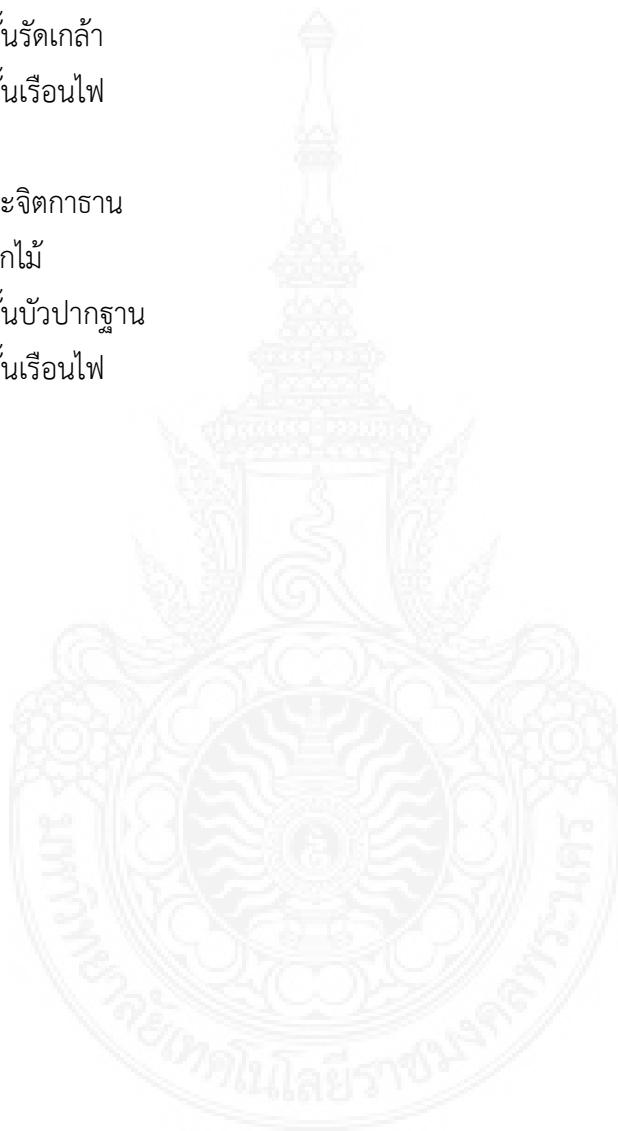 ั้นรัดเกล้า
ั้นเรือนไฟ
ะจิตกาธาน
กไม้
ั้นบัวปากฐาน
ั้นเรือนไฟ
มหาวิทยาลัยเทคโนโลยีราชมงคลพระนคร